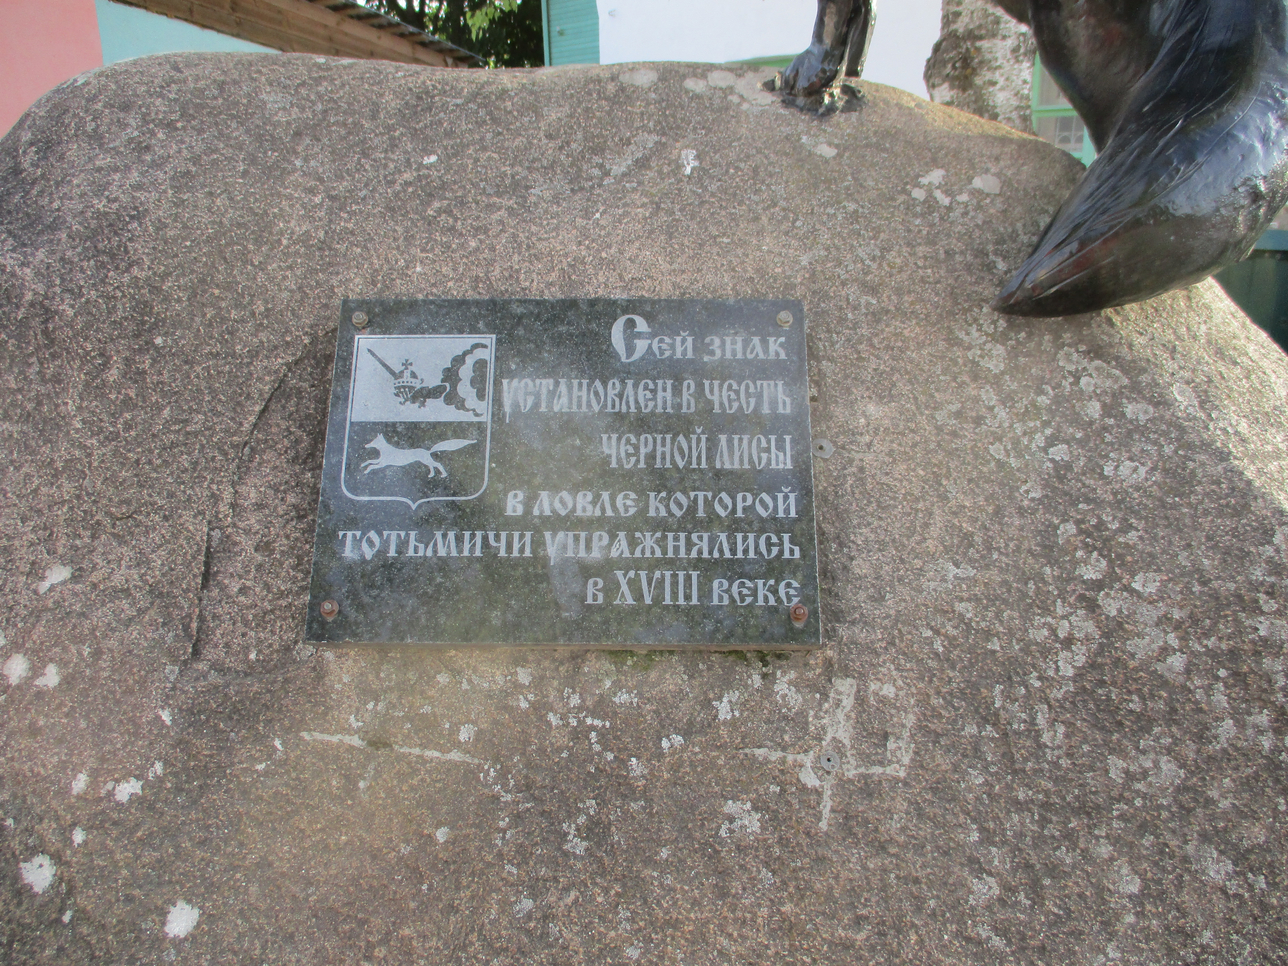 Сей знак
установлен в честь
черной лисы
в ловле которой
тотьмичи упражнялись
в XVIII веке